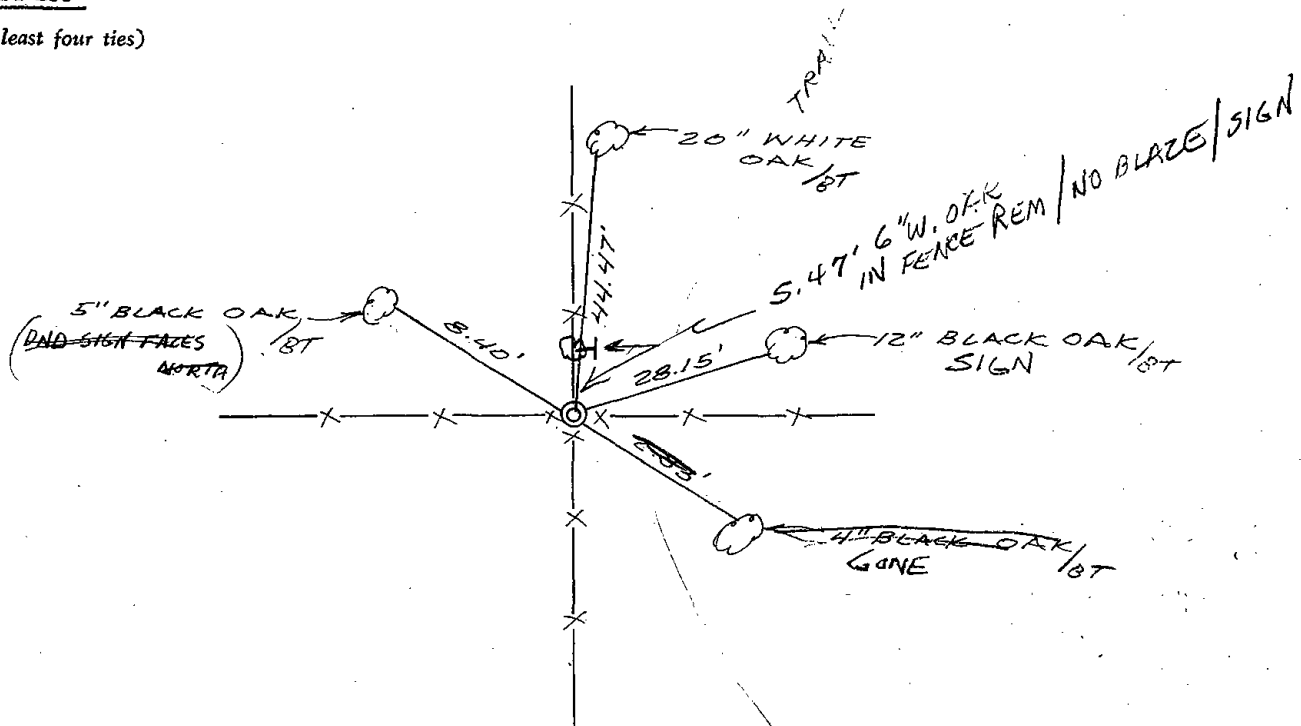 least four ties)
TRAIL
20" WHITE
OAK
/BT
44.47'
5.47' 6" W. OAK
IN FENCE REM / NO BLAZE / SIGN
5" BLACK OAK
/BT
(BND SIGN FACES
NORTH)
8.40'
28.15'
12" BLACK OAK/BT
SIGN
2.83'
4" BLACK OAK/BT
GONE